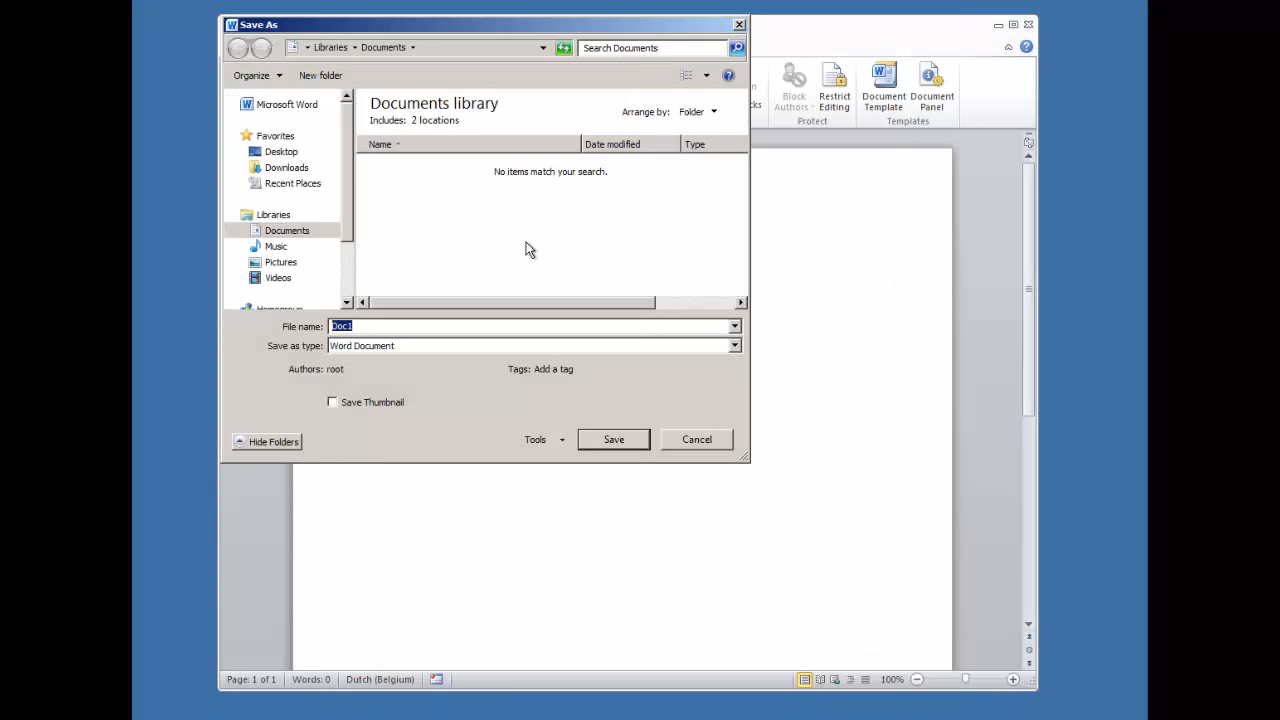 Save As
Libraries Documents
Search Documents
Organize New folder
Microsoft Word
Favorites
Desktop
Downloads
Recent Places
Libraries
Documents
Music
Pictures
Videos
Documents library
Includes: 2 locations
Arrange by: Folder
Name Date modified Type
No items match your search.
File name: Doc1
Save as type: Word Document
Authors: root
Tags: Add a tag
Save Thumbnail
Hide Folders
Tools
Save
Cancel
Block Authors
Restrict Editing
Protect
Document Template
Document Panel
Templates
Page: 1 of 1 Words: 0 Dutch (Belgium) 100%